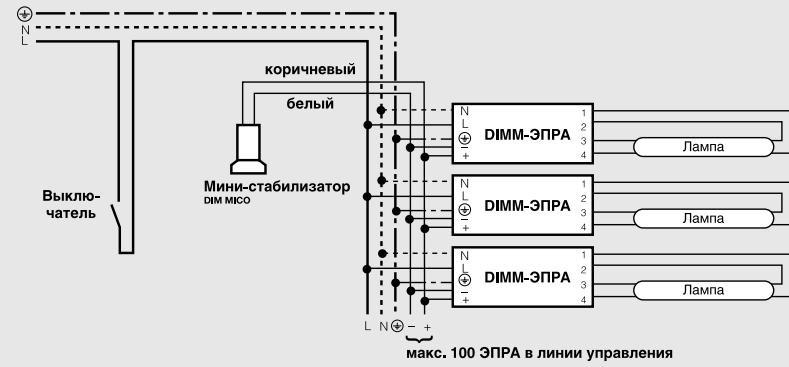 ⏚
N
L
коричневый
белый
Мини-стабилизатор
DIM MICO
Выклю-
чатель
N
L
⏚
−
+
DIMM-ЭПРА
1
2
3
4
Лампа
N
L
⏚
−
+
DIMM-ЭПРА
1
2
3
4
Лампа
N
L
⏚
−
+
DIMM-ЭПРА
1
2
3
4
Лампа
L N ⏚ − +
макс. 100 ЭПРА в линии управления